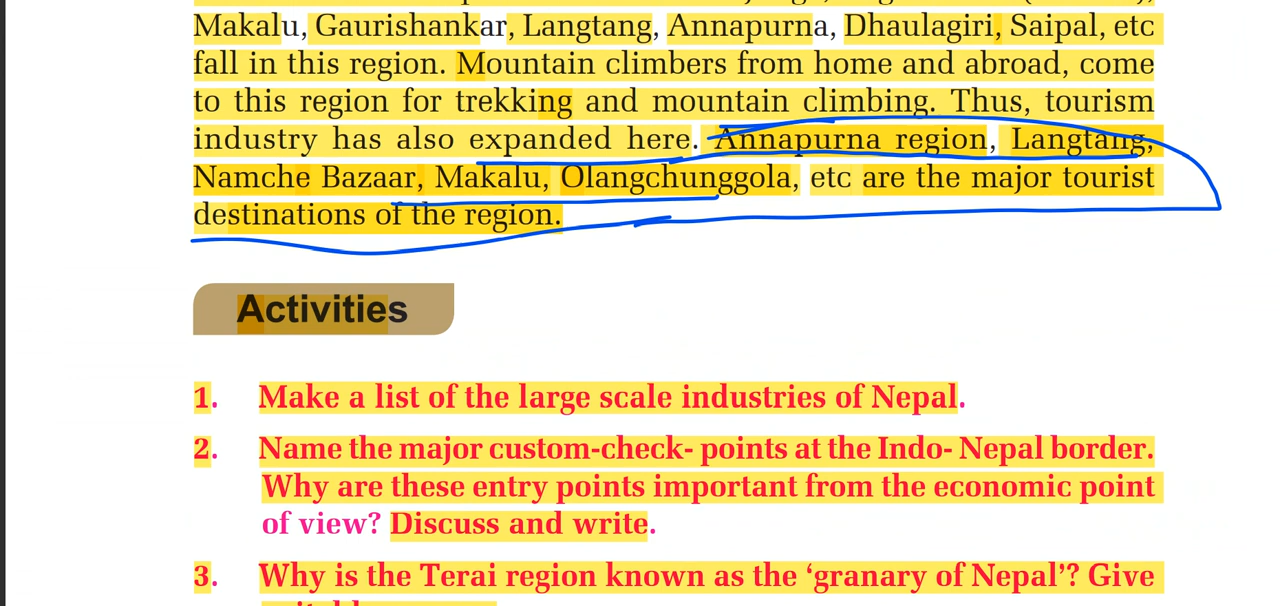 Makalu, Gaurishankar, Langtang, Annapurna, Dhaulagiri, Saipal, etc
fall in this region. Mountain climbers from home and abroad, come
to this region for trekking and mountain climbing. Thus, tourism
industry has also expanded here. Annapurna region, Langtang,
Namche Bazaar, Makalu, Olangchunggola, etc are the major tourist
destinations of the region.
Activities
1. Make a list of the large scale industries of Nepal.
2. Name the major custom-check- points at the Indo- Nepal border.
Why are these entry points important from the economic point
of view? Discuss and write.
3. Why is the Terai region known as the ‘granary of Nepal’? Give